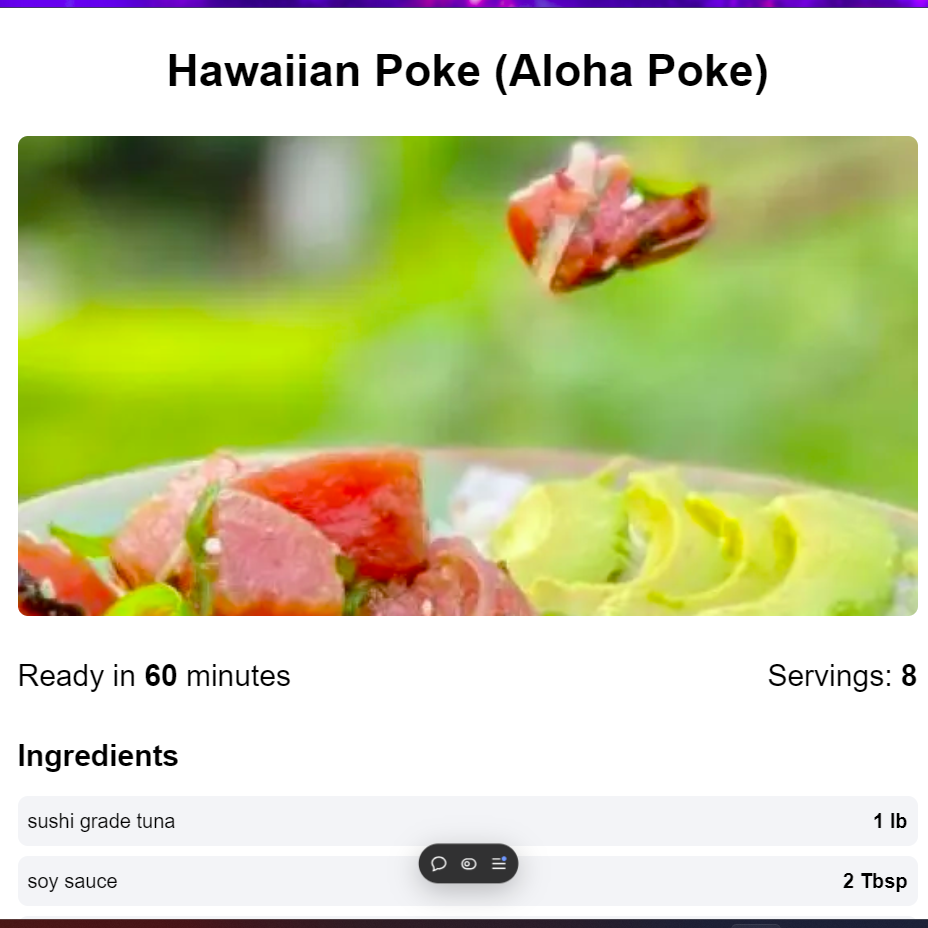 Hawaiian Poke (Aloha Poke)
Ready in 60 minutes
Servings: 8
Ingredients
sushi grade tuna
1 lb
soy sauce
2 Tbsp